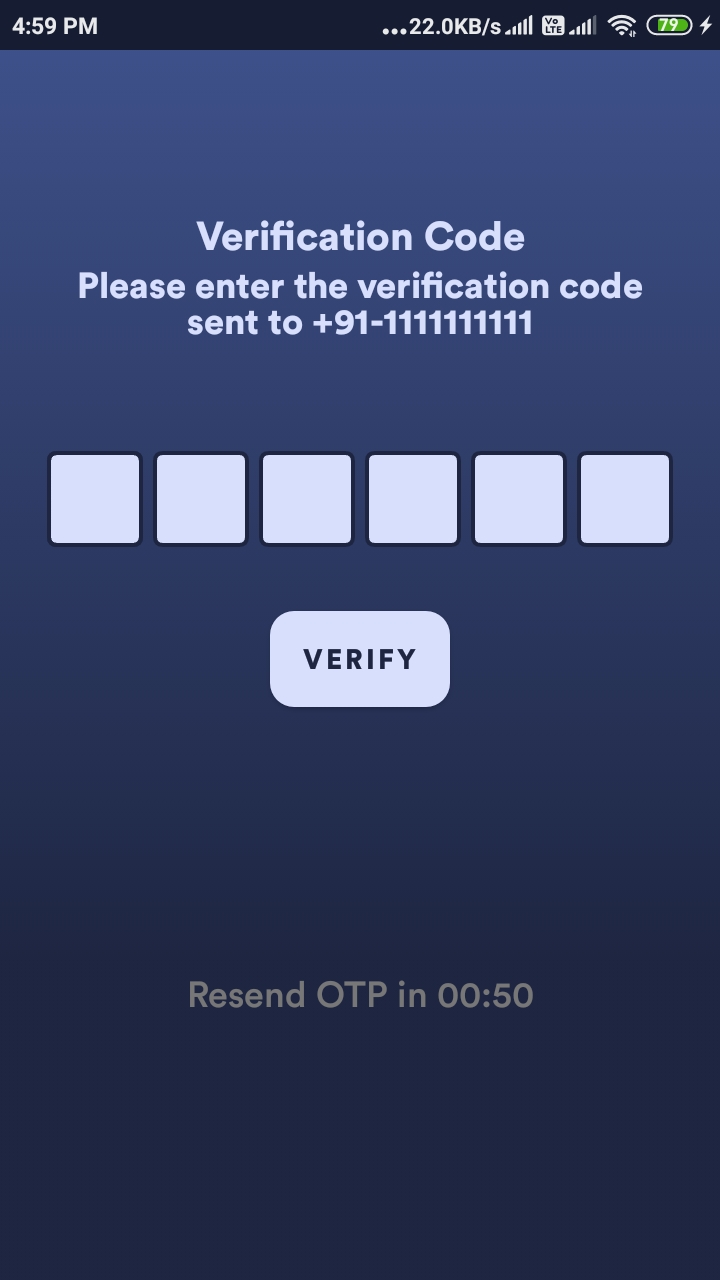 4:59 PM ...22.0KB/s Vo LTE 79
Verification Code
Please enter the verification code
sent to +91-1111111111
VERIFY
Resend OTP in 00:50